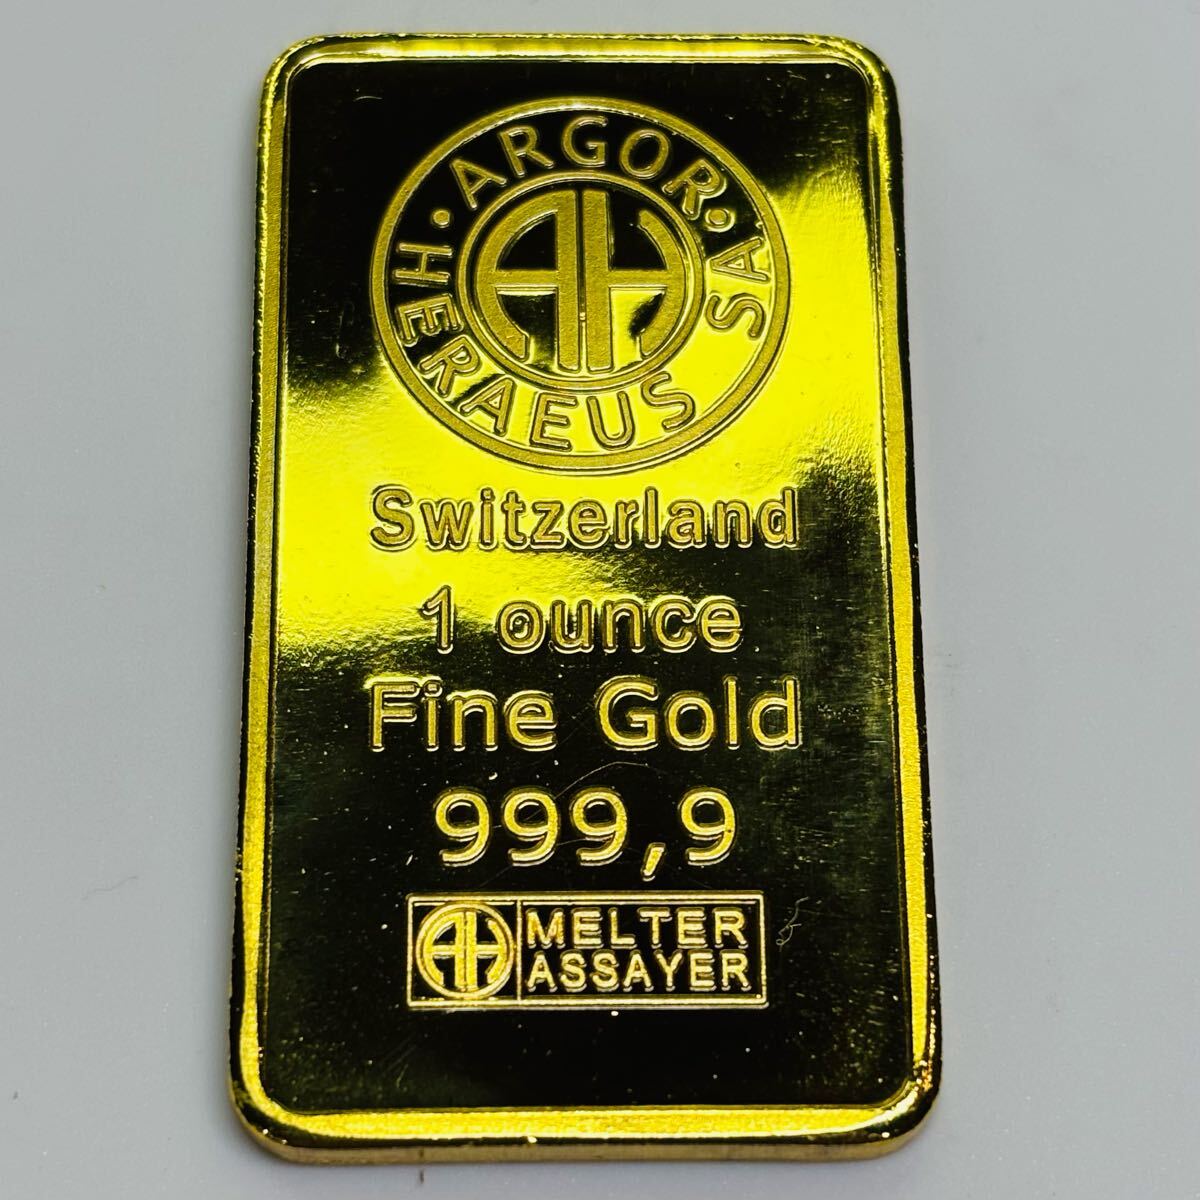 ARGOR
HERAEUS
SA
AH
Switzerland
1 ounce
Fine Gold
999,9
AH
MELTER
ASSAYER